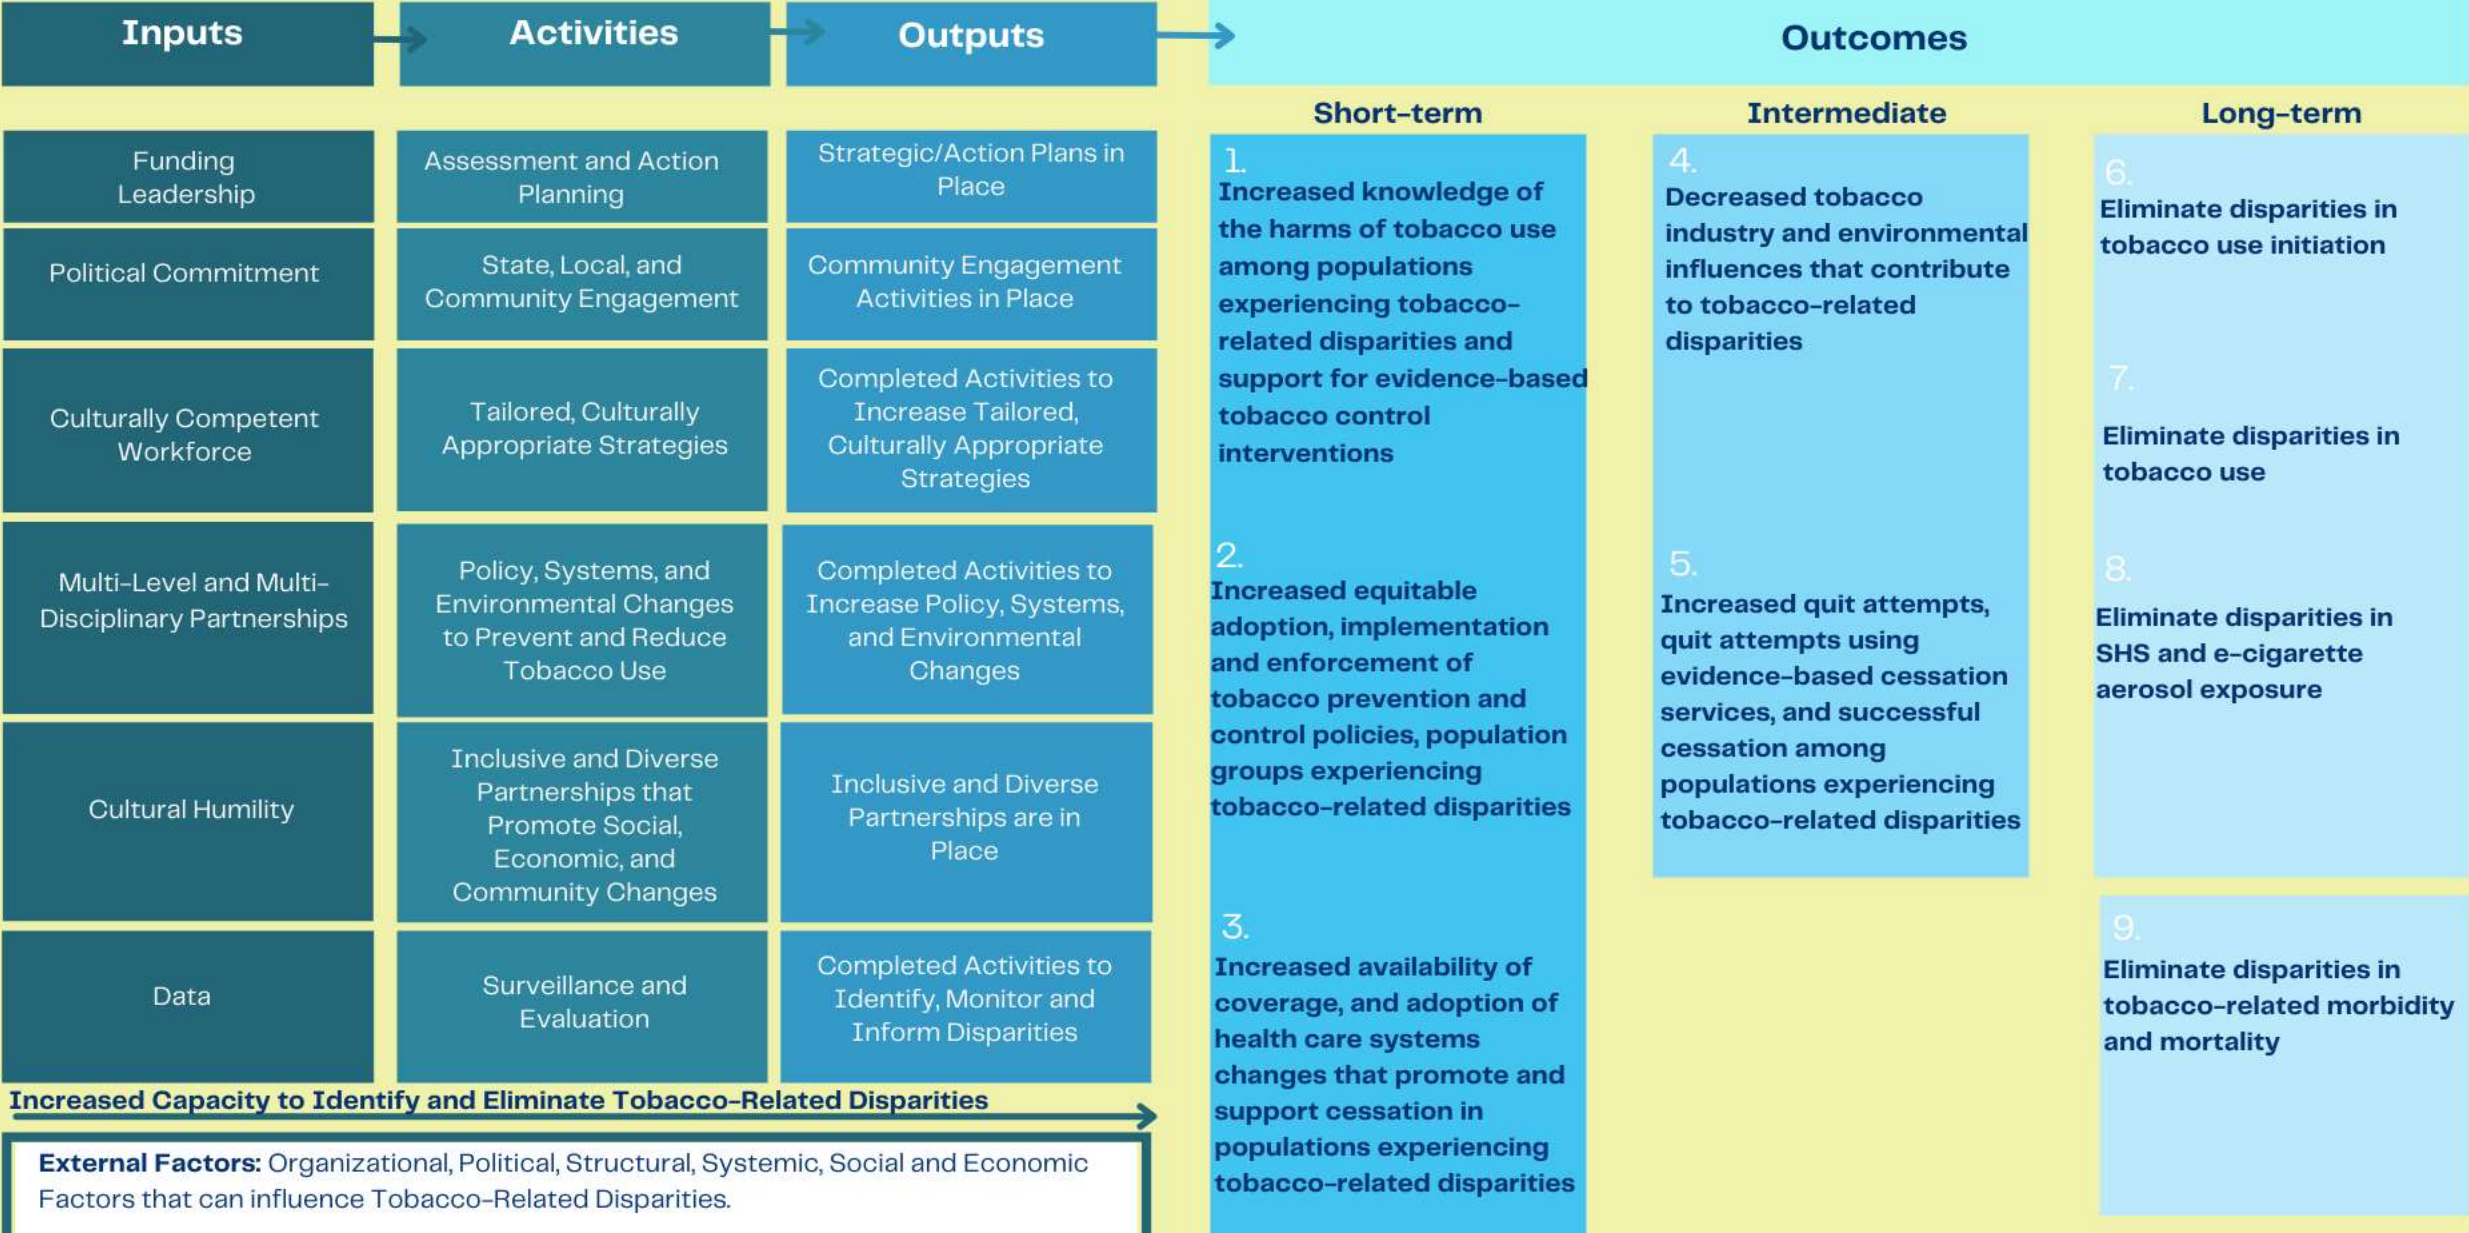 Inputs
Activities
Outputs
Outcomes
Short-term
Intermediate
Long-term
Funding
Leadership
Assessment and Action
Planning
Strategic/Action Plans in
Place
Political Commitment
State, Local, and
Community Engagement
Community Engagement
Activities in Place
Culturally Competent
Workforce
Tailored, Culturally
Appropriate Strategies
Completed Activities to
Increase Tailored,
Culturally Appropriate
Strategies
Multi-Level and Multi-
Disciplinary Partnerships
Policy, Systems, and
Environmental Changes
to Prevent and Reduce
Tobacco Use
Completed Activities to
Increase Policy, Systems,
and Environmental
Changes
Cultural Humility
Inclusive and Diverse
Partnerships that
Promote Social,
Economic, and
Community Changes
Inclusive and Diverse
Partnerships are in
Place
Data
Surveillance and
Evaluation
Completed Activities to
Identify, Monitor and
Inform Disparities
Increased Capacity to Identify and Eliminate Tobacco-Related Disparities
External Factors: Organizational, Political, Structural, Systemic, Social and Economic
Factors that can influence Tobacco-Related Disparities.
1.
Increased knowledge of
the harms of tobacco use
among populations
experiencing tobacco-
related disparities and
support for evidence-based
tobacco control
interventions
2.
Increased equitable
adoption, implementation
and enforcement of
tobacco prevention and
control policies, population
groups experiencing
tobacco-related disparities
3.
Increased availability of
coverage, and adoption of
health care systems
changes that promote and
support cessation in
populations experiencing
tobacco-related disparities
4.
Decreased tobacco
industry and environmental
influences that contribute
to tobacco-related
disparities
5.
Increased quit attempts,
quit attempts using
evidence-based cessation
services, and successful
cessation among
populations experiencing
tobacco-related disparities
6.
Eliminate disparities in
tobacco use initiation
7.
Eliminate disparities in
tobacco use
8.
Eliminate disparities in
SHS and e-cigarette
aerosol exposure
9.
Eliminate disparities in
tobacco-related morbidity
and mortality